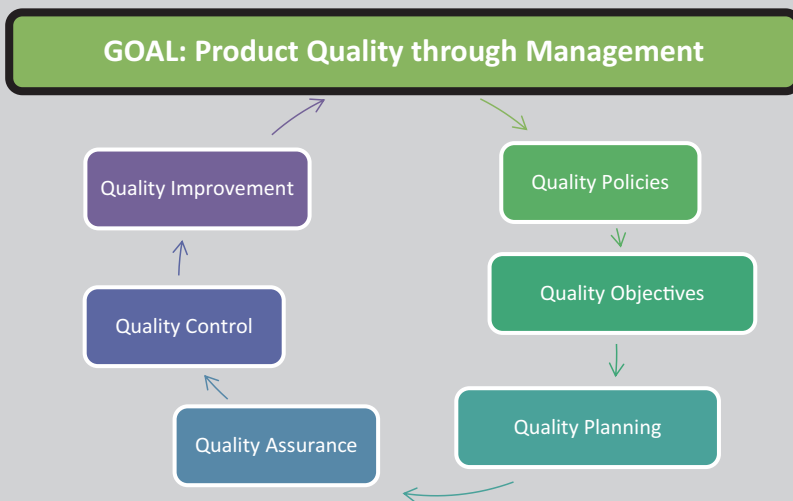 GOAL: Product Quality through Management
Quality Policies
Quality Objectives
Quality Planning
Quality Assurance
Quality Control
Quality Improvement